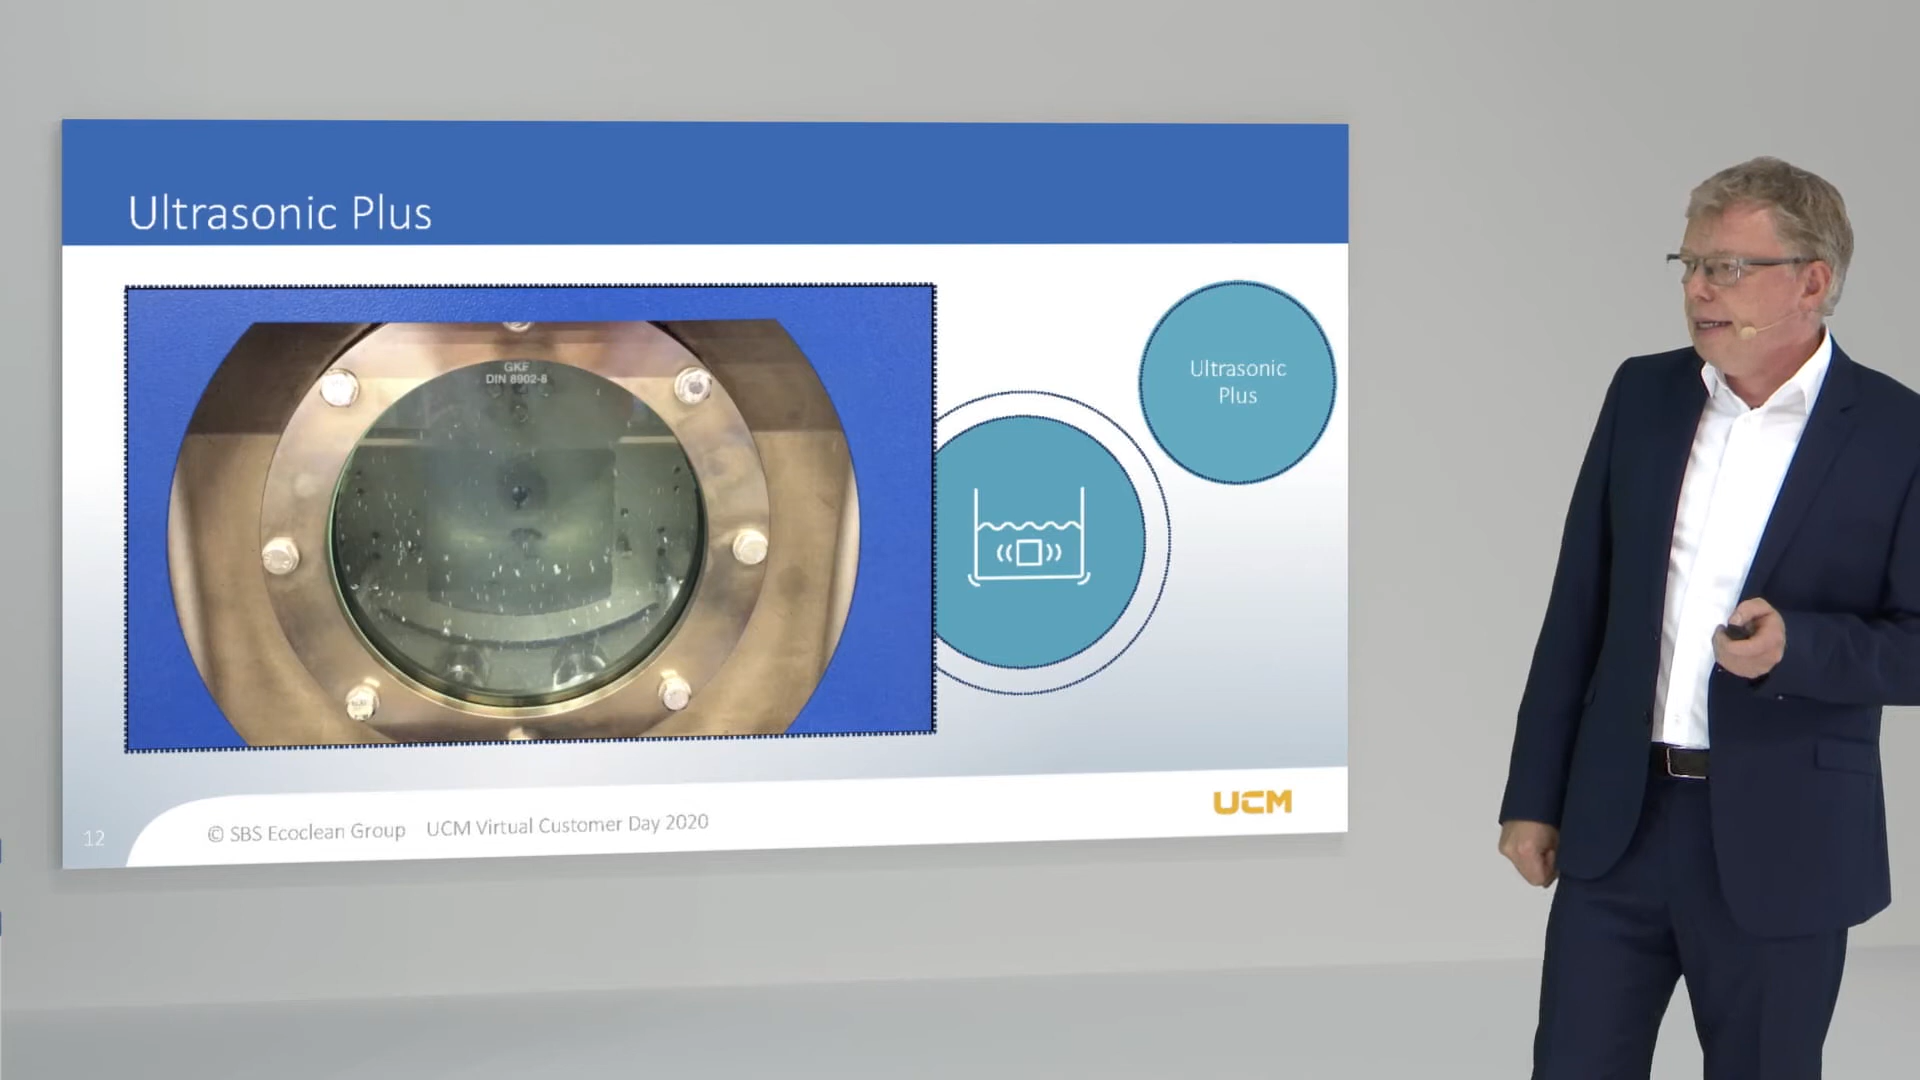 Ultrasonic Plus
GKF
DIN 8902-8
Ultrasonic
Plus
12
© SBS Ecoclean Group UCM Virtual Customer Day 2020
UCM